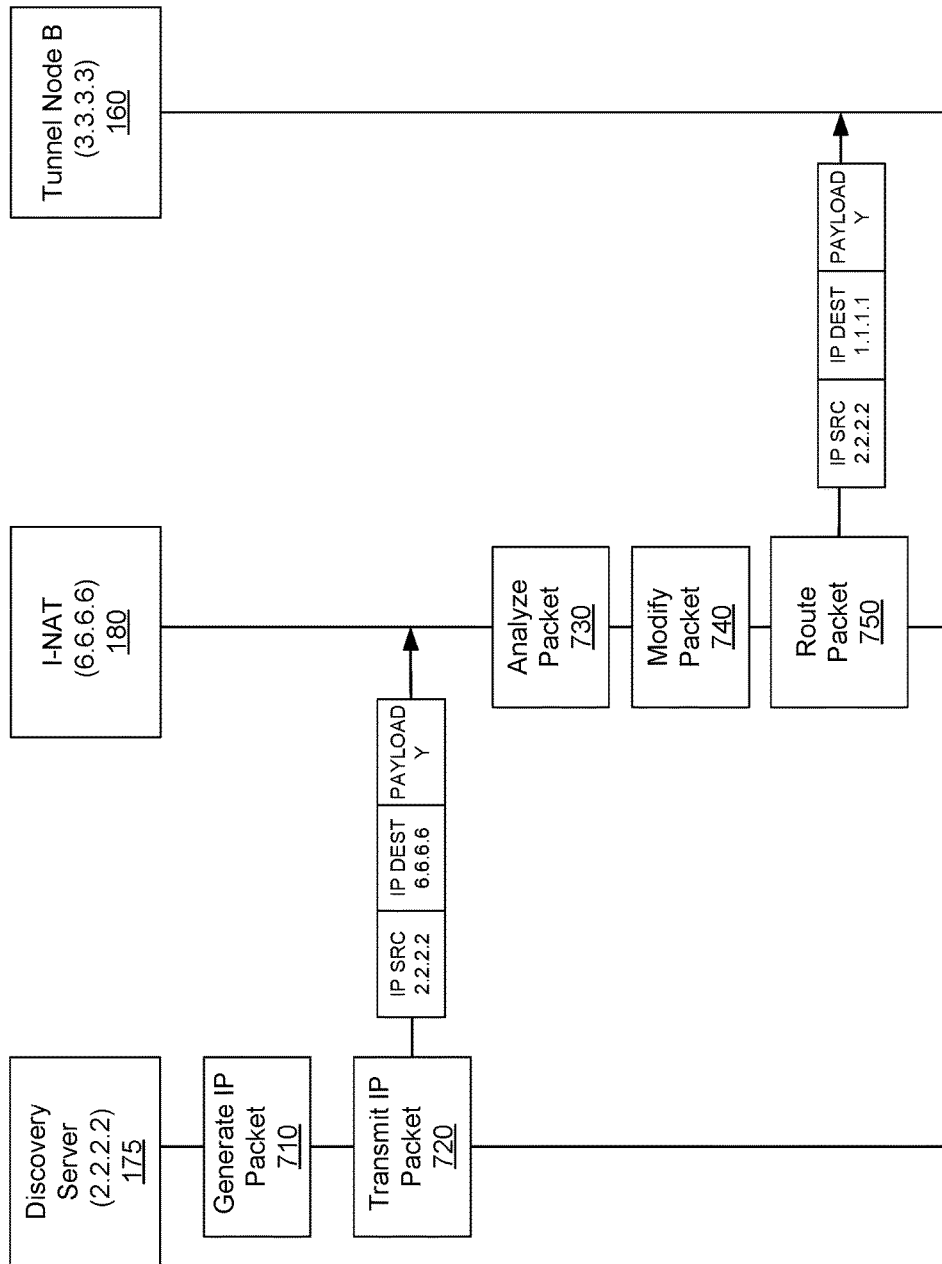 Discovery
Server
(2.2.2.2)
175
I-NAT
(6.6.6.6)
180
Tunnel Node B
(3.3.3.3)
160
Generate IP
Packet
710
Transmit IP
Packet
720
IP SRC
2.2.2.2
IP DEST
6.6.6.6
PAYLOAD
Y
Analyze
Packet
730
Modify
Packet
740
Route
Packet
750
IP SRC
2.2.2.2
IP DEST
1.1.1.1
PAYLOAD
Y